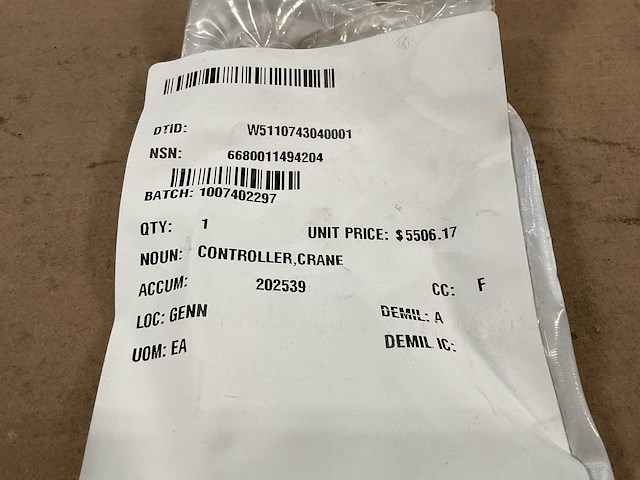 DTID: W5110743040001
NSN: 6680011494204
BATCH: 1007402297
QTY: 1 UNIT PRICE: $5506.17
NOUN: CONTROLLER,CRANE
ACCUM: 202539 CC: F
LOC: GENN DEMIL: A
UOM: EA DEMIL IC: